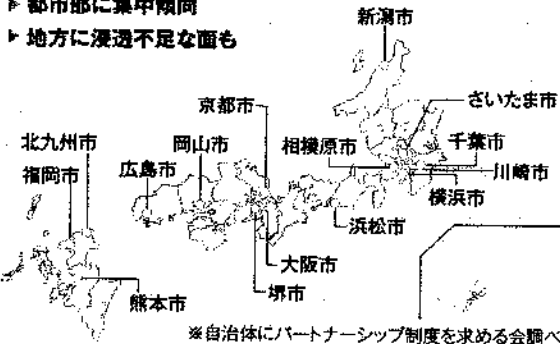 ▶ 都市部に集中傾向
▶ 地方に浸透不足な面も
新潟市
京都市
さいたま市
北九州市
岡山市
相模原市
千葉市
福岡市
広島市
川崎市
横浜市
浜松市
大阪市
堺市
熊本市
※自治体にパートナーシップ制度を求める会調べ